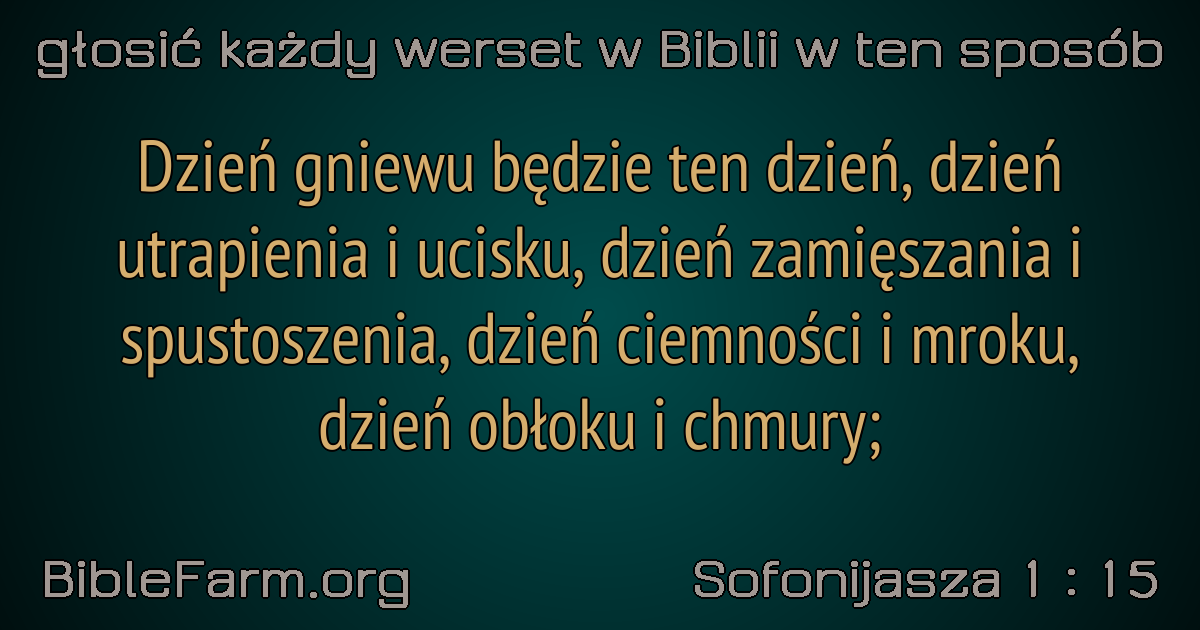 głosić każdy werset w Biblii w ten sposób
Dzień gniewu będzie ten dzień, dzień
utrapienia i ucisku, dzień zamięszania i
spustoszenia, dzień ciemności i mroku,
dzień obłoku i chmury;
BibleFarm.org
Sofonijasza 1 : 15